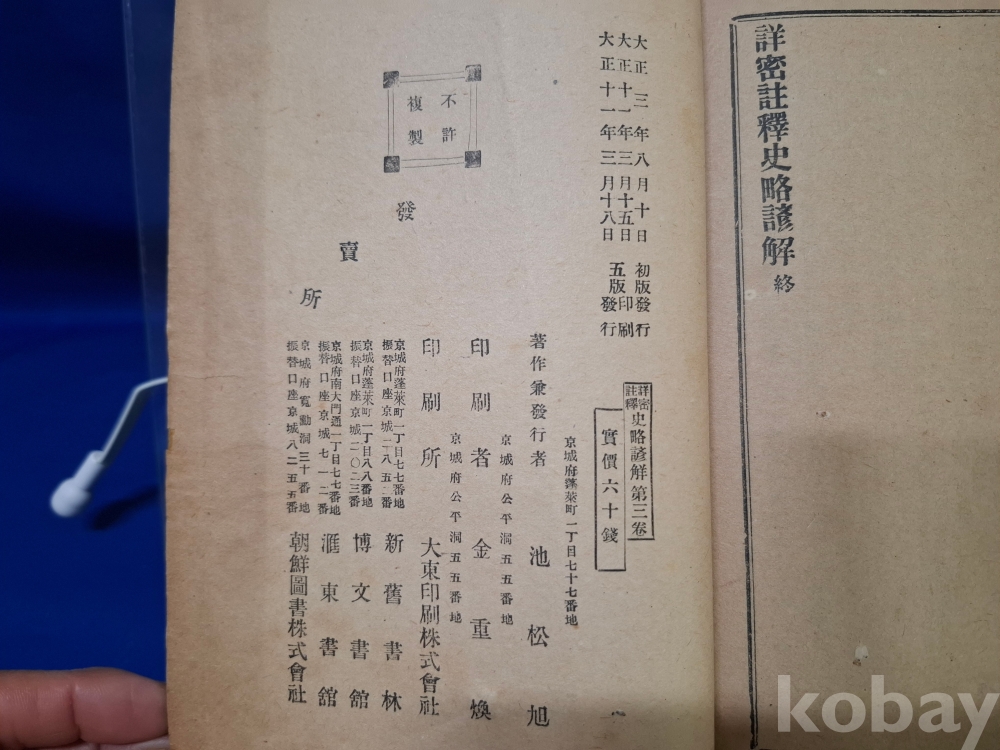 詳密註釋史略諺解 終
大正三年八月十日 初版發行
大正十一年三月十五日 五版印刷
大正十一年三月十八日 五版發行
詳密註釋 史略諺解第三卷
實價六十錢
京城府蓬萊町一丁目七十七番地
著作兼發行者 池松旭
京城府公平洞五五番地
印刷者 金重煥
京城府公平洞五五番地
印刷所 大東印刷株式會社
不許複製
發賣所
京城府蓬萊町一丁目七七番地
振替口座京城二八五二番
新舊書林
京城府蓬萊町一丁目八八番地
振替口座京城二〇二三番
博文書館
京城府南大門通一丁目七七番地
振替口座京城七一二番
滙東書館
京城府寬勳洞三十番地
振替口座京城八二五五番
朝鮮圖書株式會社
kobay